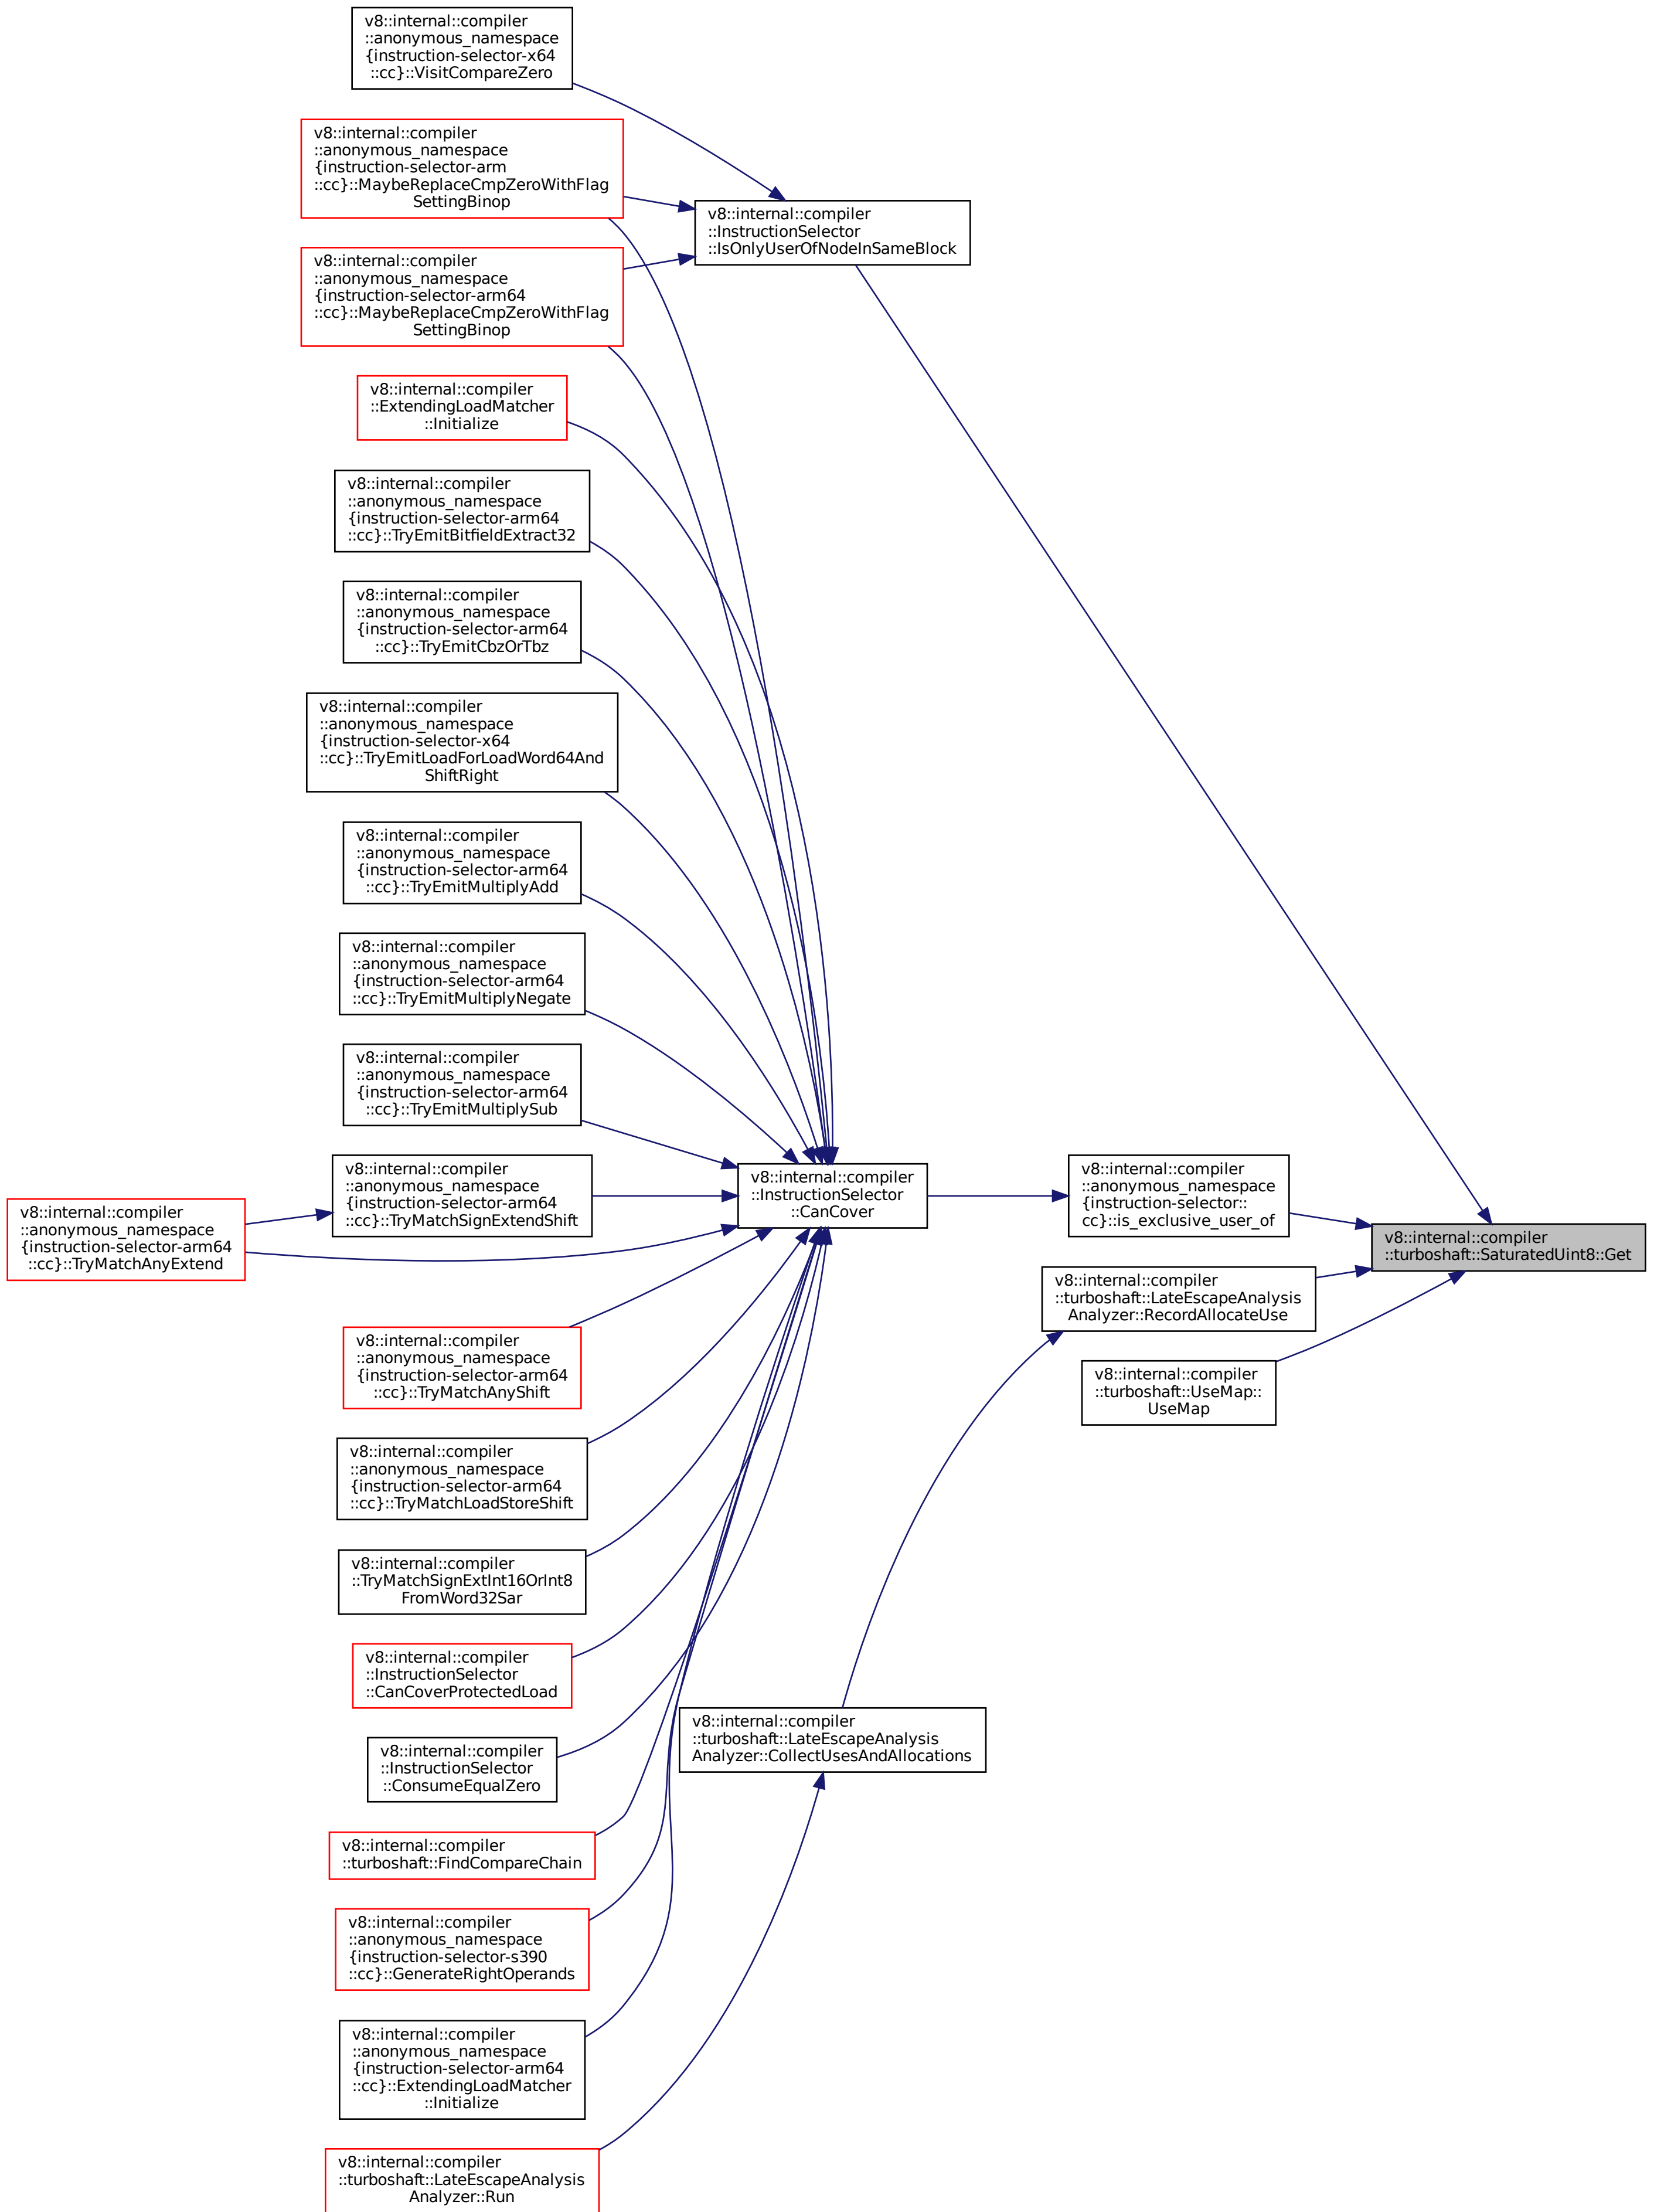 v8::internal::compiler
::anonymous_namespace
{instruction-selector-x64
::cc}::VisitCompareZero
v8::internal::compiler
::anonymous_namespace
{instruction-selector-arm
::cc}::MaybeReplaceCmpZeroWithFlag
SettingBinop
v8::internal::compiler
::InstructionSelector
::IsOnlyUserOfNodeInSameBlock
v8::internal::compiler
::anonymous_namespace
{instruction-selector-arm64
::cc}::MaybeReplaceCmpZeroWithFlag
SettingBinop
v8::internal::compiler
::ExtendingLoadMatcher
::Initialize
v8::internal::compiler
::anonymous_namespace
{instruction-selector-arm64
::cc}::TryEmitBitfieldExtract32
v8::internal::compiler
::anonymous_namespace
{instruction-selector-arm64
::cc}::TryEmitCbzOrTbz
v8::internal::compiler
::anonymous_namespace
{instruction-selector-x64
::cc}::TryEmitLoadForLoadWord64And
ShiftRight
v8::internal::compiler
::anonymous_namespace
{instruction-selector-arm64
::cc}::TryEmitMultiplyAdd
v8::internal::compiler
::anonymous_namespace
{instruction-selector-arm64
::cc}::TryEmitMultiplyNegate
v8::internal::compiler
::anonymous_namespace
{instruction-selector-arm64
::cc}::TryEmitMultiplySub
v8::internal::compiler
::anonymous_namespace
{instruction-selector-arm64
::cc}::TryMatchSignExtendShift
v8::internal::compiler
::InstructionSelector
::CanCover
v8::internal::compiler
::anonymous_namespace
{instruction-selector::
cc}::is_exclusive_user_of
v8::internal::compiler
::anonymous_namespace
{instruction-selector-arm64
::cc}::TryMatchAnyExtend
v8::internal::compiler
::turboshaft::SaturatedUint8::Get
v8::internal::compiler
::turboshaft::LateEscapeAnalysis
Analyzer::RecordAllocateUse
v8::internal::compiler
::anonymous_namespace
{instruction-selector-arm64
::cc}::TryMatchAnyShift
v8::internal::compiler
::turboshaft::UseMap::
UseMap
v8::internal::compiler
::anonymous_namespace
{instruction-selector-arm64
::cc}::TryMatchLoadStoreShift
v8::internal::compiler
::TryMatchSignExtInt16OrInt8
FromWord32Sar
v8::internal::compiler
::InstructionSelector
::CanCoverProtectedLoad
v8::internal::compiler
::turboshaft::LateEscapeAnalysis
Analyzer::CollectUsesAndAllocations
v8::internal::compiler
::InstructionSelector
::ConsumeEqualZero
v8::internal::compiler
::turboshaft::FindCompareChain
v8::internal::compiler
::anonymous_namespace
{instruction-selector-s390
::cc}::GenerateRightOperands
v8::internal::compiler
::anonymous_namespace
{instruction-selector-arm64
::cc}::ExtendingLoadMatcher
::Initialize
v8::internal::compiler
::turboshaft::LateEscapeAnalysis
Analyzer::Run